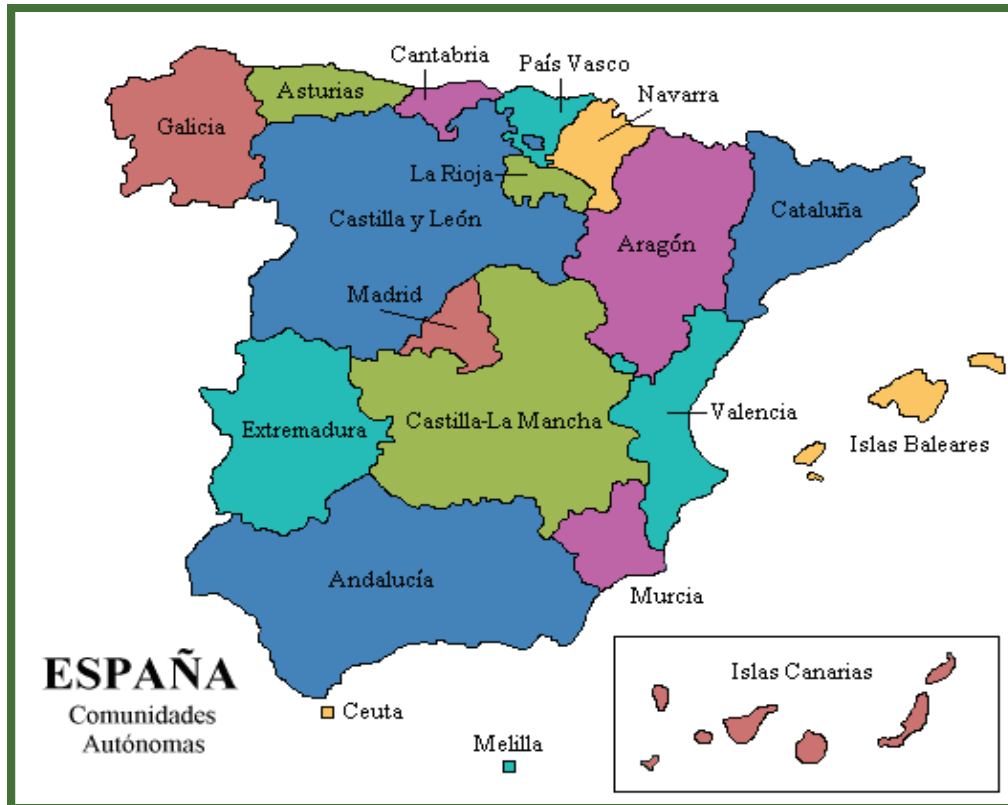 Cantabria
País Vasco
Asturias
Navarra
Galicia
La Rioja
Castilla y León
Cataluña
Aragón
Madrid
Valencia
Castilla-La Mancha
Extremadura
Islas Baleares
Andalucía
Murcia
ESPAÑA
Comunidades
Autónomas
Islas Canarias
Ceuta
Melilla